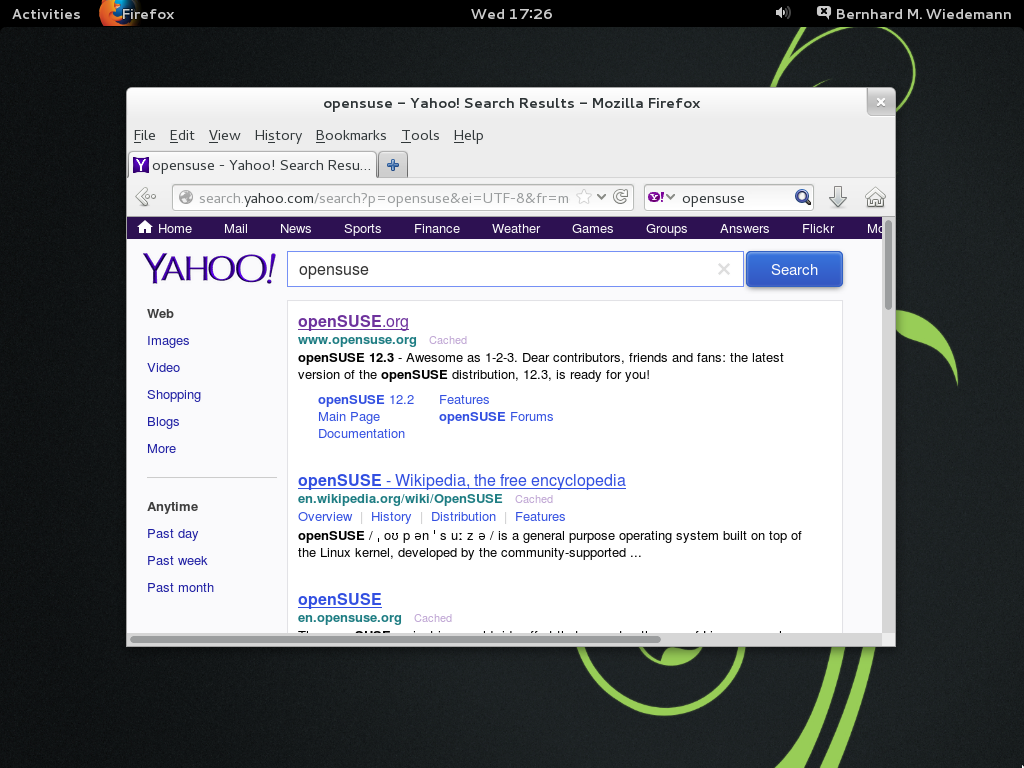 Activities Firefox Wed 17:26 Bernhard M. Wiedemann
opensuse – Yahoo! Search Results – Mozilla Firefox
File Edit View History Bookmarks Tools Help
opensuse - Yahoo! Search Resu...
search.yahoo.com/search?p=opensuse&ei=UTF-8&fr=m opensuse
Home Mail News Sports Finance Weather Games Groups Answers Flickr
YAHOO! opensuse Search
Web
Images
Video
Shopping
Blogs
More
Anytime
Past day
Past week
Past month
openSUSE.org
www.opensuse.org Cached
openSUSE 12.3 - Awesome as 1-2-3. Dear contributors, friends and fans: the latest
version of the openSUSE distribution, 12.3, is ready for you!
openSUSE 12.2 Features
Main Page openSUSE Forums
Documentation
openSUSE - Wikipedia, the free encyclopedia
en.wikipedia.org/wiki/OpenSUSE Cached
Overview | History | Distribution | Features
openSUSE / ˌ oʊ p ən ˈ s uː z ə / is a general purpose operating system built on top of
the Linux kernel, developed by the community-supported ...
openSUSE
en.opensuse.org Cached